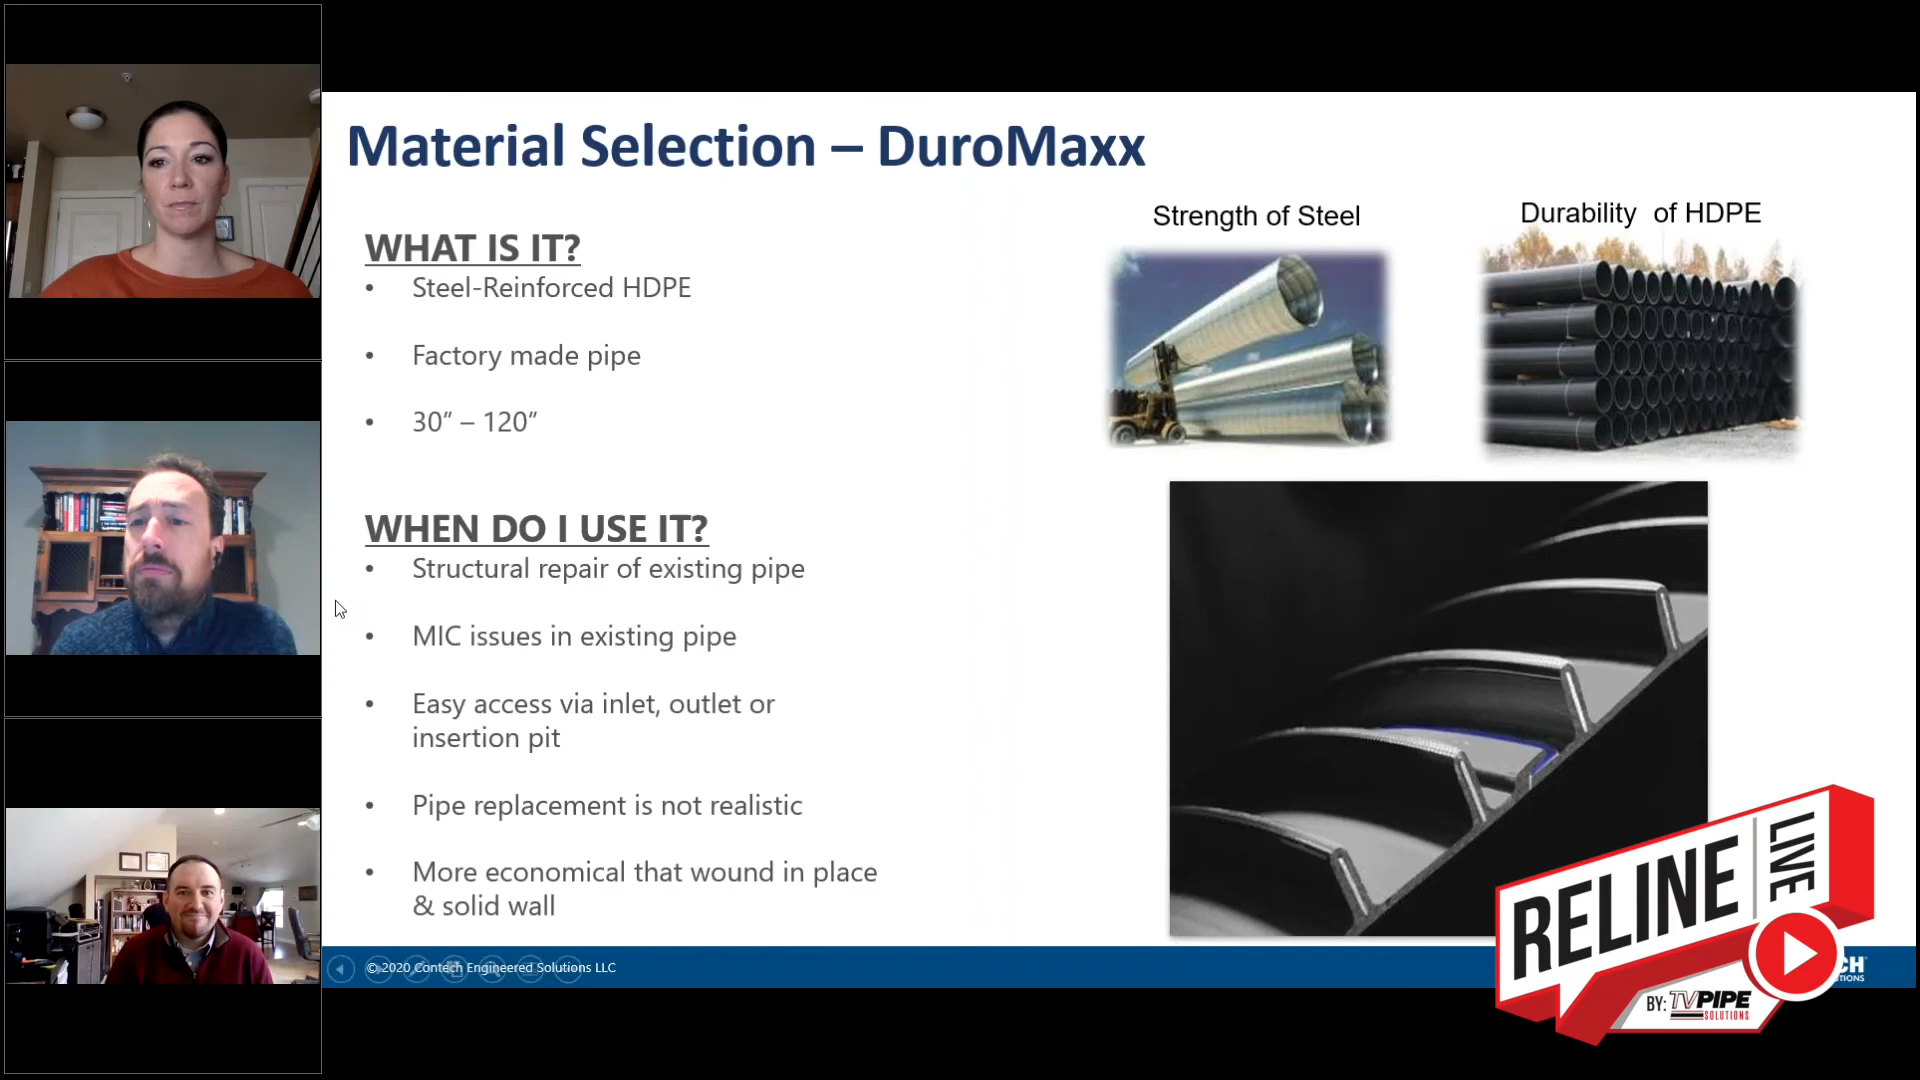 Material Selection – DuroMaxx
WHAT IS IT?
• Steel-Reinforced HDPE
• Factory made pipe
• 30” – 120”
WHEN DO I USE IT?
• Structural repair of existing pipe
• MIC issues in existing pipe
• Easy access via inlet, outlet or
insertion pit
• Pipe replacement is not realistic
• More economical that wound in place
& solid wall
Strength of Steel
Durability of HDPE
© 2020 Contech Engineered Solutions LLC
RELINE
LIVE
BY: TVPIPE
SOLUTIONS